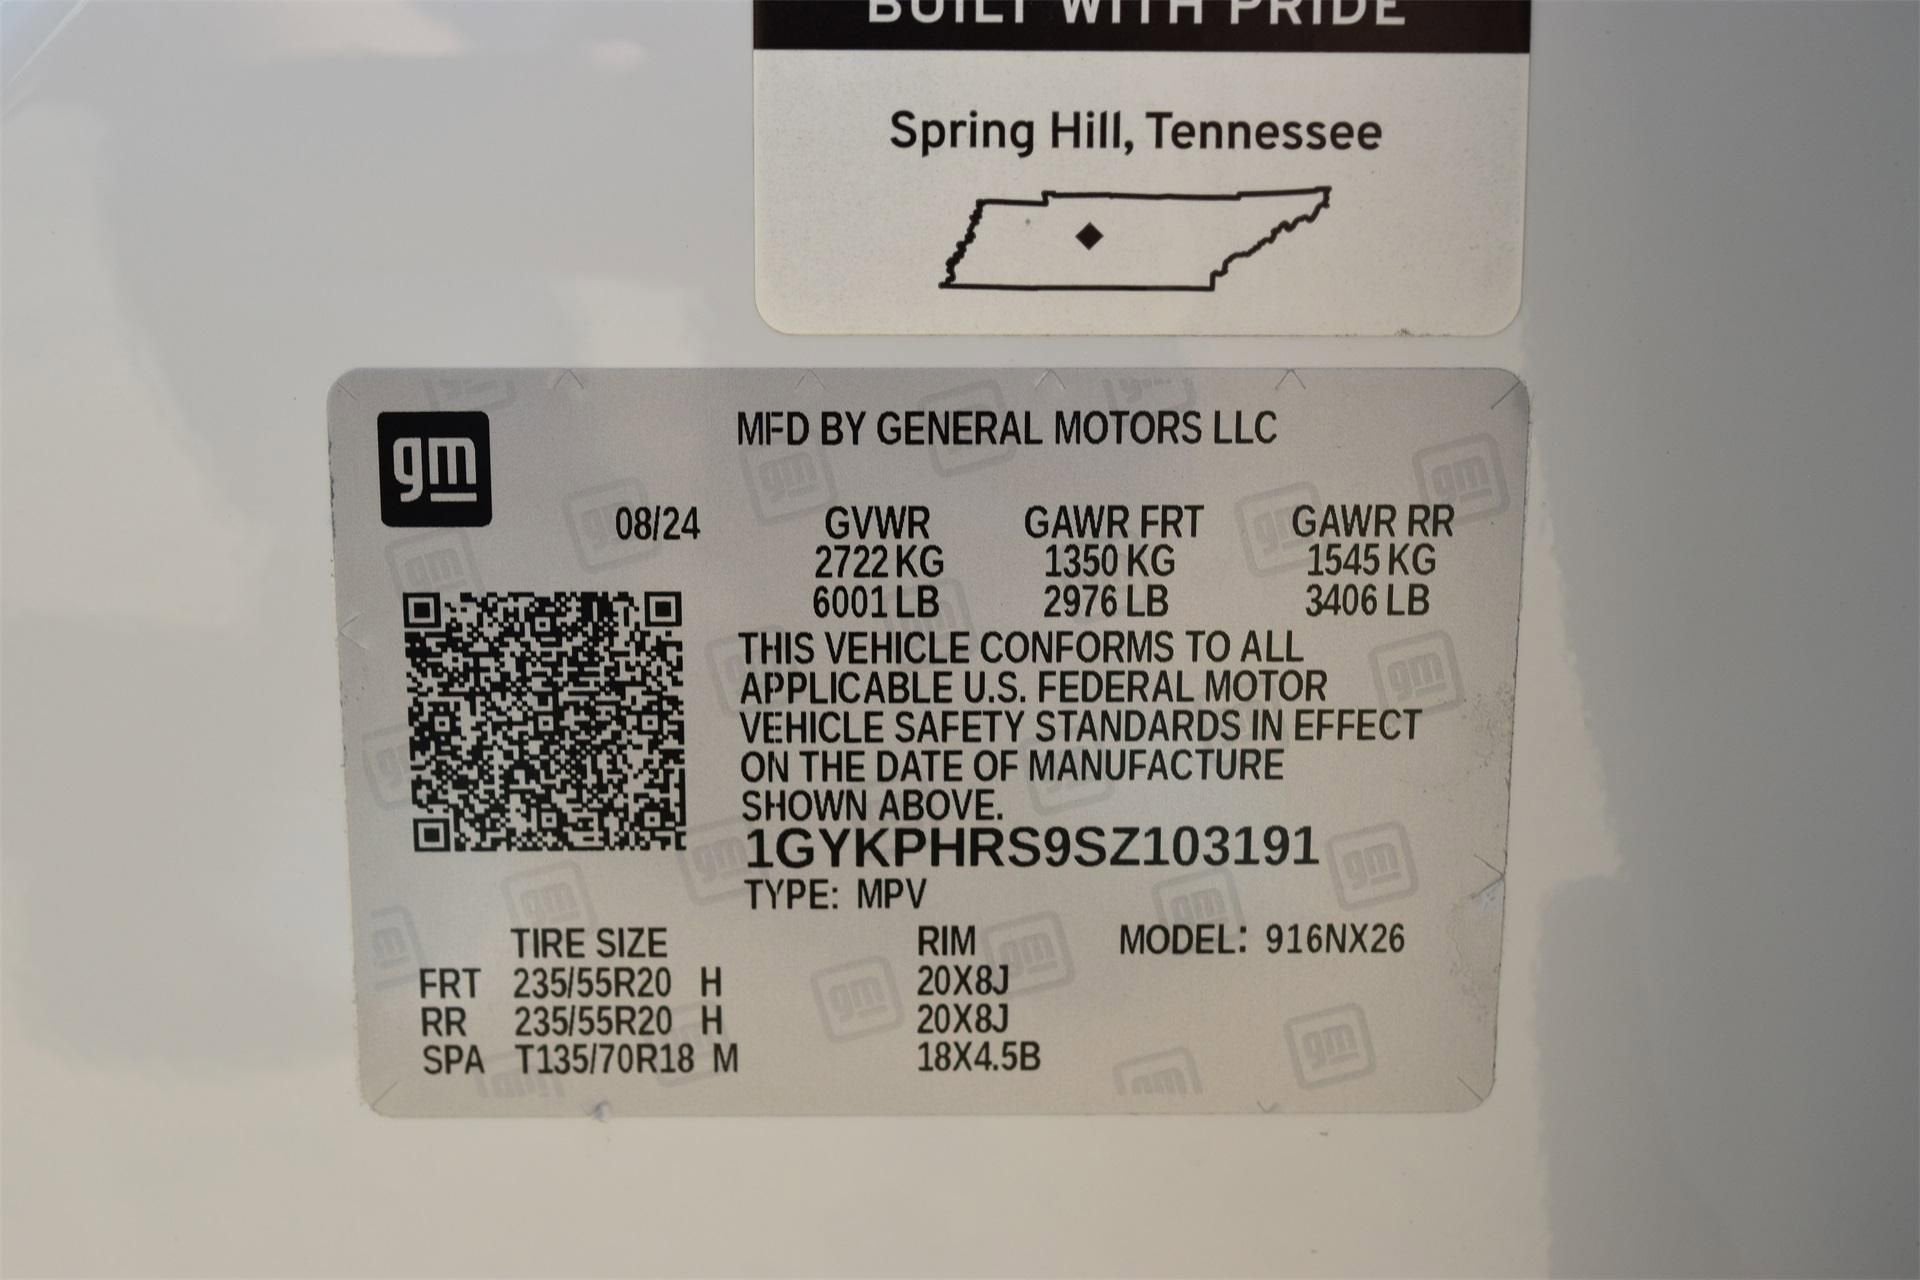 BUILT WITH PRIDE
Spring Hill, Tennessee
gm
MFD BY GENERAL MOTORS LLC
08/24 GVWR GAWR FRT GAWR RR
2722 KG 1350 KG 1545 KG
6001 LB 2976 LB 3406 LB
THIS VEHICLE CONFORMS TO ALL
APPLICABLE U.S. FEDERAL MOTOR
VEHICLE SAFETY STANDARDS IN EFFECT
ON THE DATE OF MANUFACTURE
SHOWN ABOVE.
1GYKPHRS9SZ103191
TYPE: MPV
TIRE SIZE RIM MODEL: 916NX26
FRT 235/55R20 H 20X8J
RR 235/55R20 H 20X8J
SPA T135/70R18 M 18X4.5B